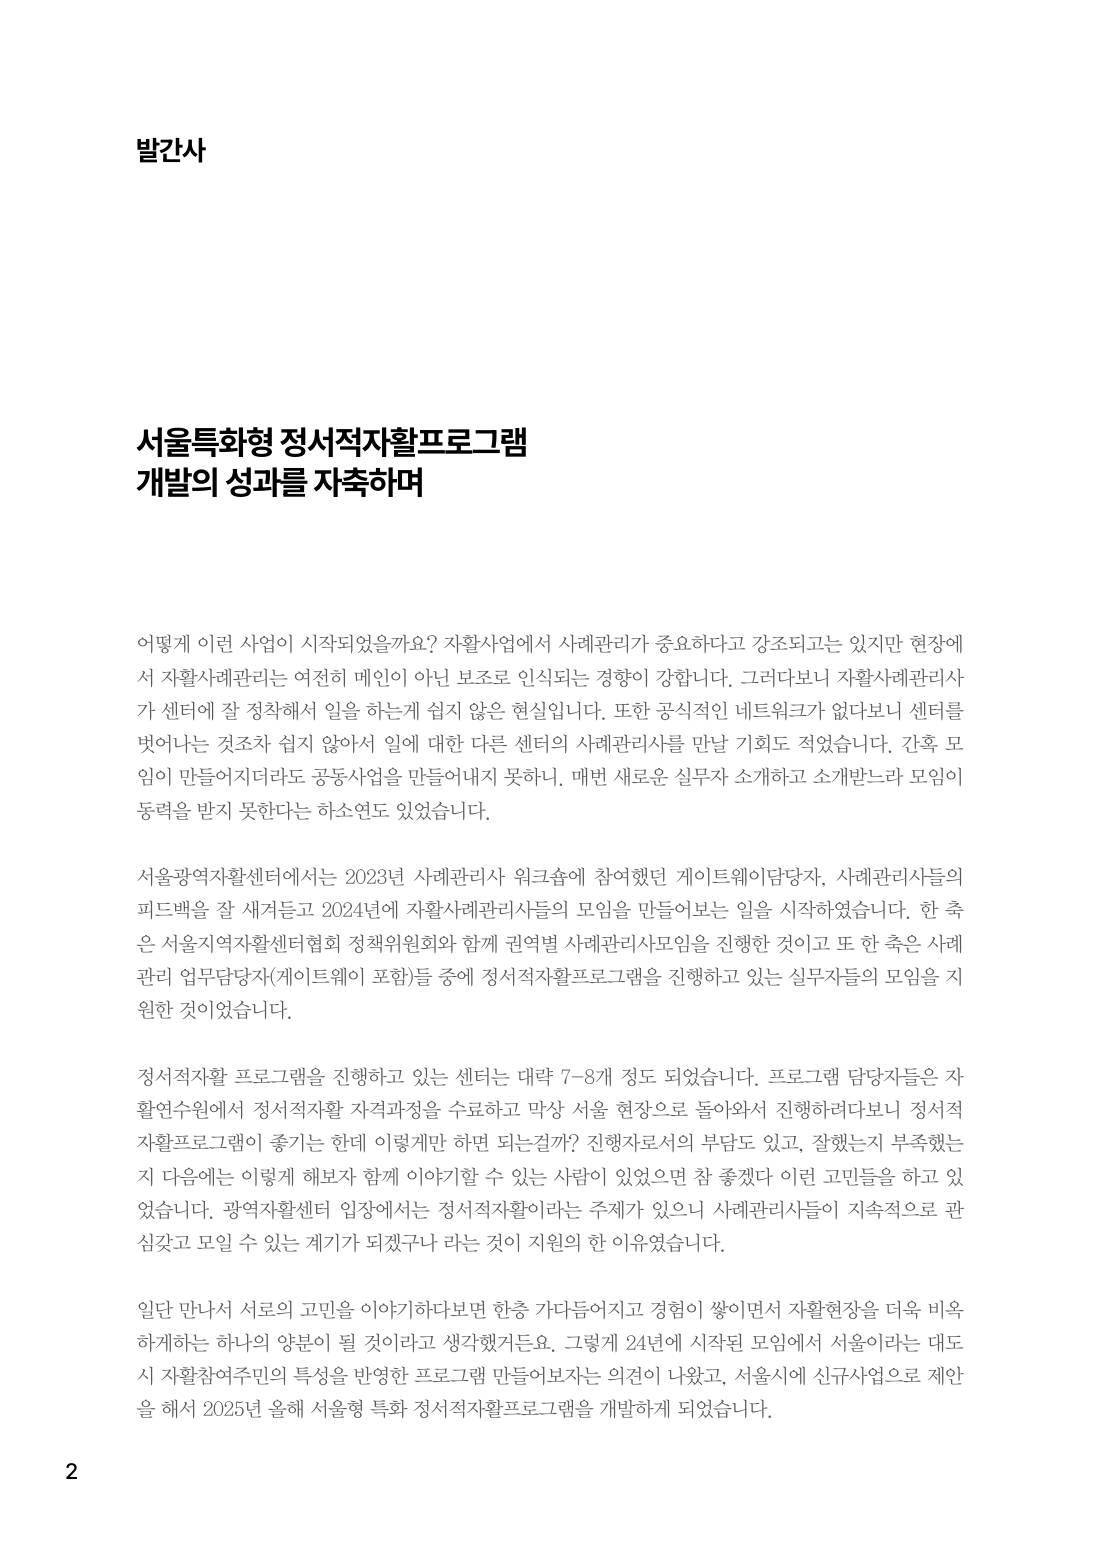 발간사
서울특화형 정서적자활프로그램
개발의 성과를 자축하며
어떻게 이런 사업이 시작되었을까요? 자활사업에서 사례관리가 중요하다고 강조되고는 있지만 현장에
서 자활사례관리는 여전히 메인이 아닌 보조로 인식되는 경향이 강합니다. 그러다보니 자활사례관리사
가 센터에 잘 정착해서 일을 하는게 쉽지 않은 현실입니다. 또한 공식적인 네트워크가 없다보니 센터를
벗어나는 것조차 쉽지 않아서 일에 대한 다른 센터의 사례관리사를 만날 기회도 적었습니다. 간혹 모
임이 만들어지더라도 공동사업을 만들어내지 못하니. 매번 새로운 실무자 소개하고 소개받느라 모임이
동력을 받지 못한다는 하소연도 있었습니다.
서울광역자활센터에서는 2023년 사례관리사 워크숍에 참여했던 게이트웨이담당자, 사례관리사들의
피드백을 잘 새겨듣고 2024년에 자활사례관리사들의 모임을 만들어보는 일을 시작하였습니다. 한 축
은 서울지역자활센터협회 정책위원회와 함께 권역별 사례관리사모임을 진행한 것이고 또 한 축은 사례
관리 업무담당자(게이트웨이 포함)들 중에 정서적자활프로그램을 진행하고 있는 실무자들의 모임을 지
원한 것이었습니다.
정서적자활 프로그램을 진행하고 있는 센터는 대략 7-8개 정도 되었습니다. 프로그램 담당자들은 자
활연수원에서 정서적자활 자격과정을 수료하고 막상 서울 현장으로 돌아와서 진행하려다보니 정서적
자활프로그램이 좋기는 한데 이렇게만 하면 되는걸까? 진행자로서의 부담도 있고, 잘했는지 부족했는
지 다음에는 이렇게 해보자 함께 이야기할 수 있는 사람이 있었으면 참 좋겠다 이런 고민들을 하고 있
었습니다. 광역자활센터 입장에서는 정서적자활이라는 주제가 있으니 사례관리사들이 지속적으로 관
심갖고 모일 수 있는 계기가 되겠구나 라는 것이 지원의 한 이유였습니다.
일단 만나서 서로의 고민을 이야기하다보면 한층 가다듬어지고 경험이 쌓이면서 자활현장을 더욱 비옥
하게하는 하나의 양분이 될 것이라고 생각했거든요. 그렇게 24년에 시작된 모임에서 서울이라는 대도
시 자활참여주민의 특성을 반영한 프로그램 만들어보자는 의견이 나왔고, 서울시에 신규사업으로 제안
을 해서 2025년 올해 서울형 특화 정서적자활프로그램을 개발하게 되었습니다.
2